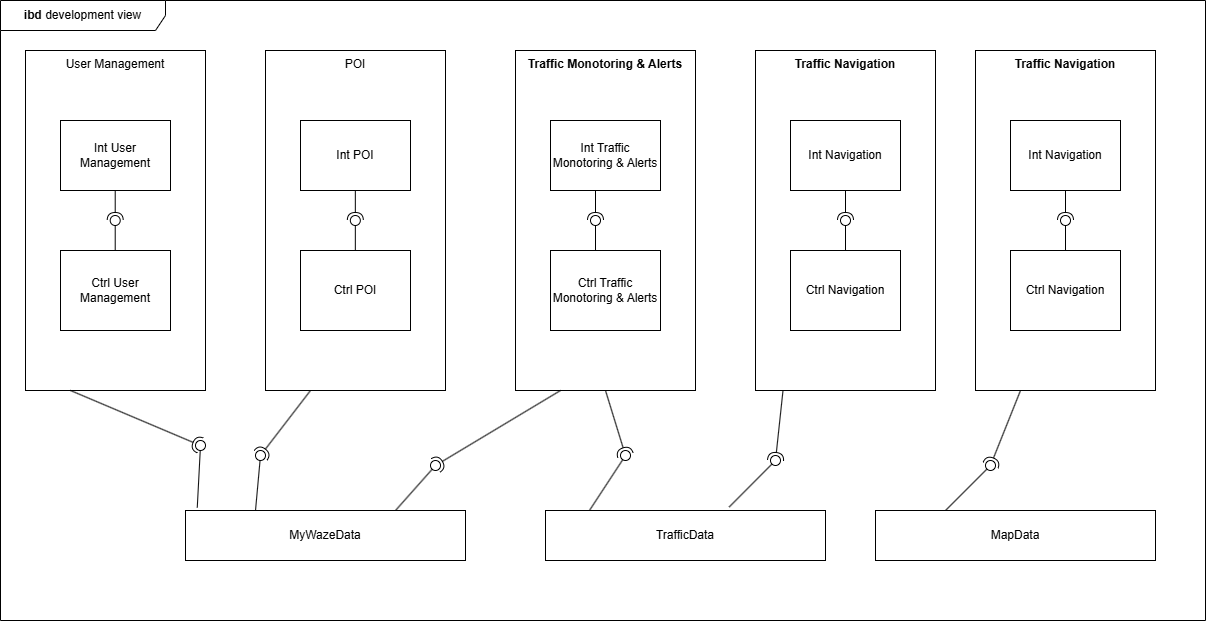 ibd development view
User Management
POI
Traffic Monotoring & Alerts
Traffic Navigation
Traffic Navigation
Int User
Management
Int POI
Int Traffic
Monotoring & Alerts
Int Navigation
Int Navigation
Ctrl User
Management
Ctrl POI
Ctrl Traffic
Monotoring & Alerts
Ctrl Navigation
Ctrl Navigation
MyWazeData
TrafficData
MapData